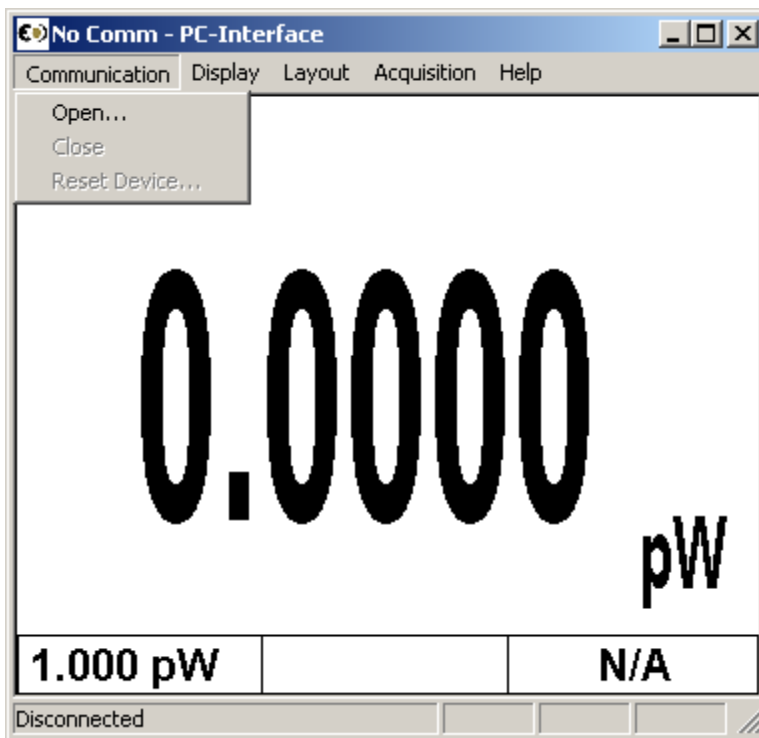 No Comm - PC-Interface
Communication Display Layout Acquisition Help
Open...
Close
Reset Device...
0.0000
pW
1.000 pW N/A
Disconnected